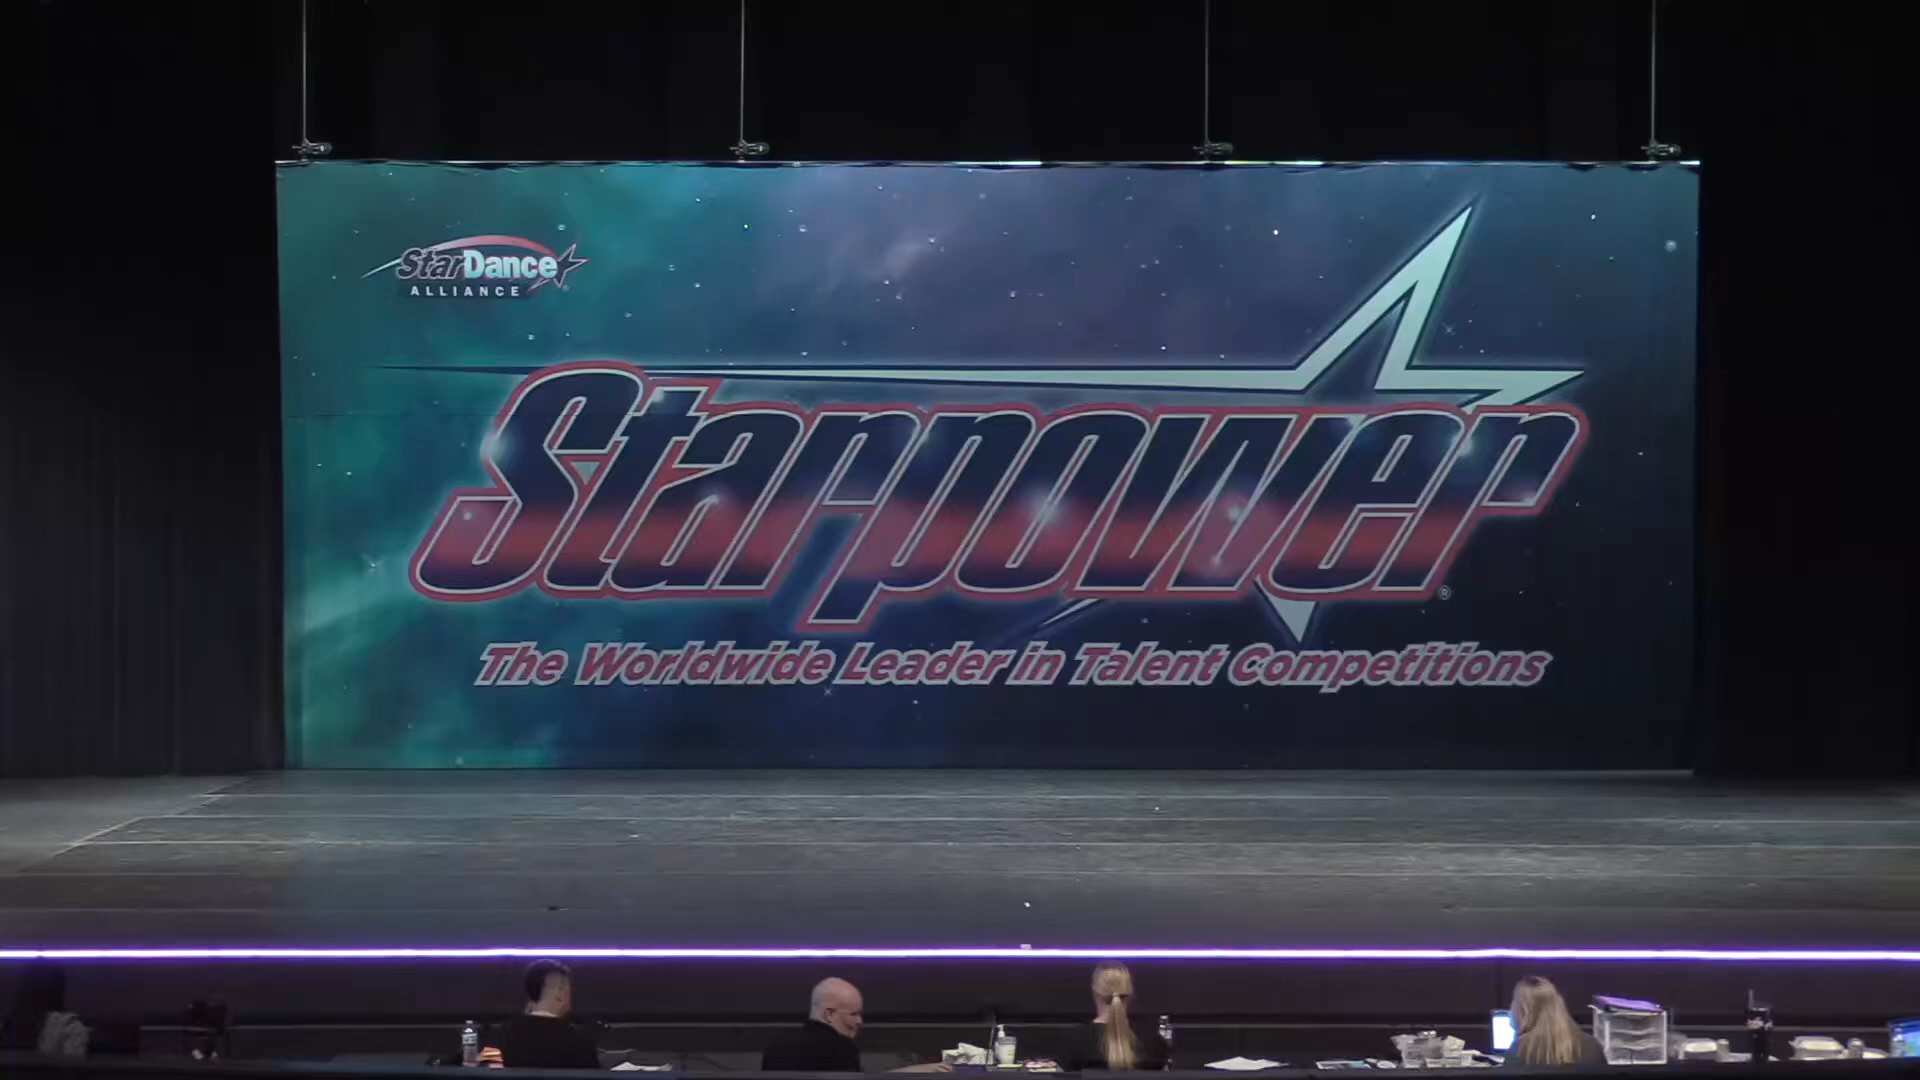 StarDance
ALLIANCE
Starpower®
The Worldwide Leader in Talent Competitions